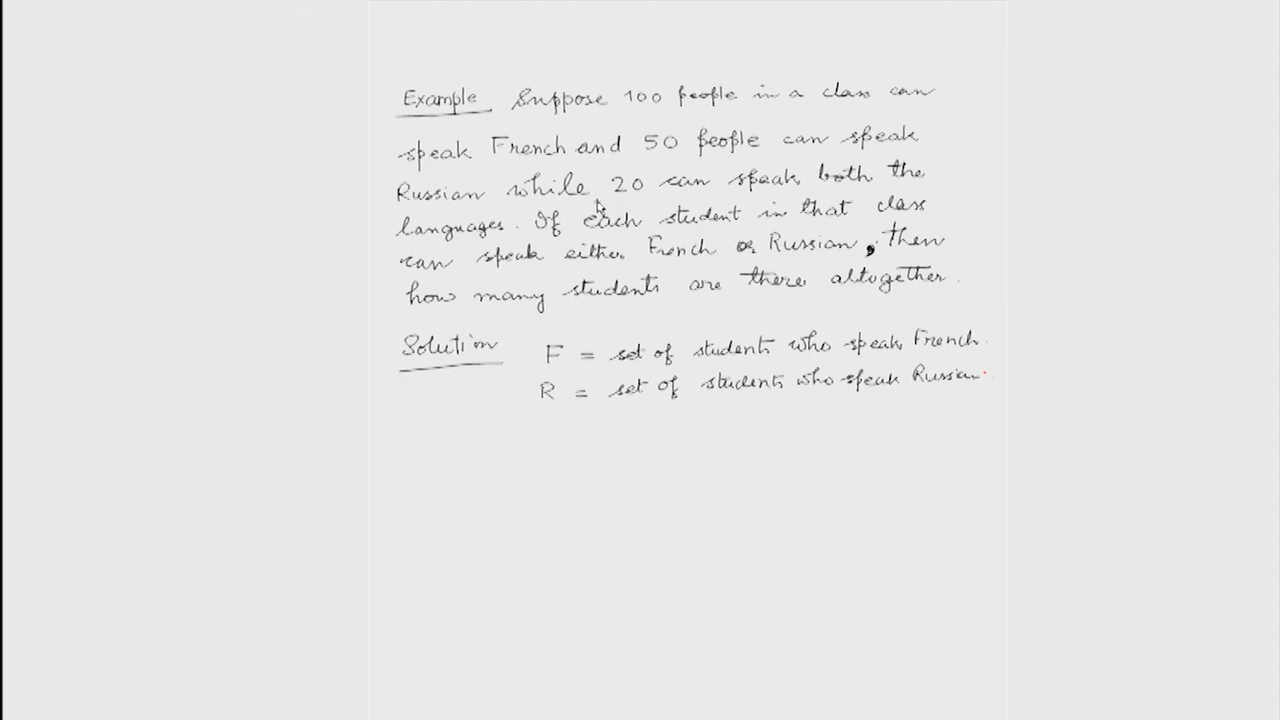 Example Suppose 100 people in a class can
speak French and 50 people can speak
Russian while 20 can speak both the
languages. If each student in that class
can speak either French or Russian, then
how many students are there altogether.
Solution F = set of students who speak French.
R = set of students who speak Russian.